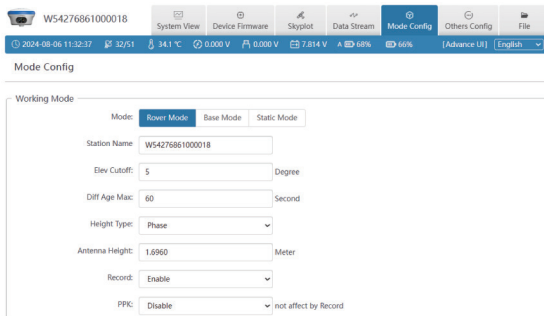 W54276861000018
System View Device Firmware Skyplot Data Stream Mode Config Others Config File
2024-08-06 11:32:37 32/51 34.1 ℃ 0.000 V 0.000 V 7.814 V A 68% 66% [Advance UI] English
Mode Config
Working Mode
Mode: Rover Mode Base Mode Static Mode
Station Name W54276861000018
Elev Cutoff: 5 Degree
Diff Age Max: 60 Second
Height Type: Phase
Antenna Height: 1.6960 Meter
Record: Enable
PPK: Disable not affect by Record